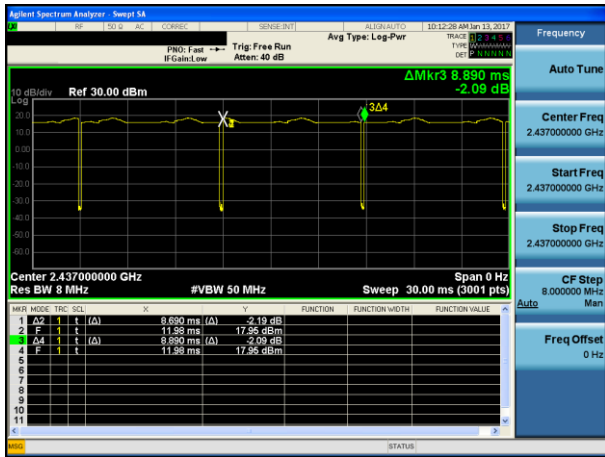 Agilent Spectrum Analyzer - Swept SA
RF 50 Ω AC CORREC SENSE:INT ALIGNAUTO 10:12:28 AM Jan 13, 2017
PNO: Fast
IFGain:Low
Trig: Free Run
Atten: 40 dB
Avg Type: Log-Pwr
TRACE 1 2 3 4 5 6
TYPE
DET P N N N N N
ΔMkr3 8.890 ms
-2.09 dB
10 dB/div
Log
Ref 30.00 dBm
3Δ4
20.0
10.0
0.00
-10.0
-20.0
-30.0
-40.0
-50.0
-60.0
Center 2.437000000 GHz
Span 0 Hz
Res BW 8 MHz
#VBW 50 MHz
Sweep 30.00 ms (3001 pts)
MKR MODE TRC SCL X Y FUNCTION FUNCTION WIDTH FUNCTION VALUE
1 Δ2 1 t (Δ) 8.690 ms (Δ) -2.19 dB
2 F 1 t 11.98 ms 17.95 dBm
3 Δ4 1 t (Δ) 8.890 ms (Δ) -2.09 dB
4 F 1 t 11.98 ms 17.95 dBm
5
6
7
8
9
10
11
MSG
STATUS
Frequency
Auto Tune
Center Freq
2.437000000 GHz
Start Freq
2.437000000 GHz
Stop Freq
2.437000000 GHz
CF Step
8.000000 MHz
Auto Man
Freq Offset
0 Hz